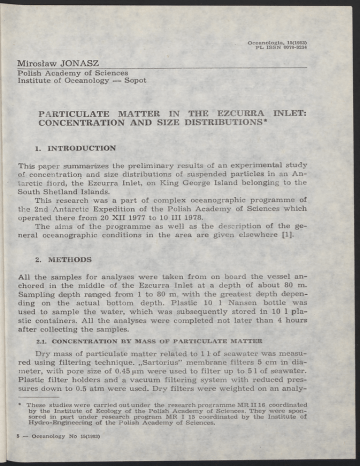 Oceanologia, 15(1983)
PL ISSN 0078-3234
Mirosław JONASZ
Polish Academy of Sciences
Institute of Oceanology — Sopot
PARTICULATE MATTER IN THE EZCURRA INLET:
CONCENTRATION AND SIZE DISTRIBUTIONS*
1. INTRODUCTION
This paper summarizes the preliminary results of an experimental study
of concentration and size distributions of suspended particles in an An-
tarctic fiord, the Ezcurra Inlet, on King George Island belonging to the
South Shetland Islands.
This research was a part of complex oceanographic programme of
the 2nd Antarctic Expedition of the Polish Academy of Sciences which
operated there from 20 XII 1977 to 10 III 1978.
The aims of the programme as well as the description of the ge-
neral oceanographic conditions in the area are given elsewhere [1].
2. METHODS
All the samples for analyses were taken from on board the vessel an-
chored in the middle of the Ezcurra Inlet at a depth of about 80 m.
Sampling depth ranged from 1 to 80 m, with the greatest depth depen-
ding on the actual bottom depth. Plastic 10 l Nansen bottle was
used to sample the water, which was subsequently stored in 10 l pla-
stic containers. All the analyses were completed not later than 4 hours
after collecting the samples.
2.1. CONCENTRATION BY MASS OF PARTICULATE MATTER
Dry mass of particulate matter related to 1 l of seawater was measu-
red using filtering technique. „Sartorius" membrane filters 5 cm in dia-
meter, with pore size of 0.45 μm were used to filter up to 5 l of seawater.
Plastic filter holders and a vacuum filtering system with reduced pres-
sures down to 0.5 atm were used. Dry filters were weighted on an analy-
* These studies were carried out under the research programme MR II 16 coordinated
by the Institute of Ecology of the Polish Academy of Sciences. They were spon-
sored in part under research program MR I 15 coordinated by the Institute of
Hydro-Engineering of the Polish Academy of Sciences.
5 — Oceanology No 15(1983)